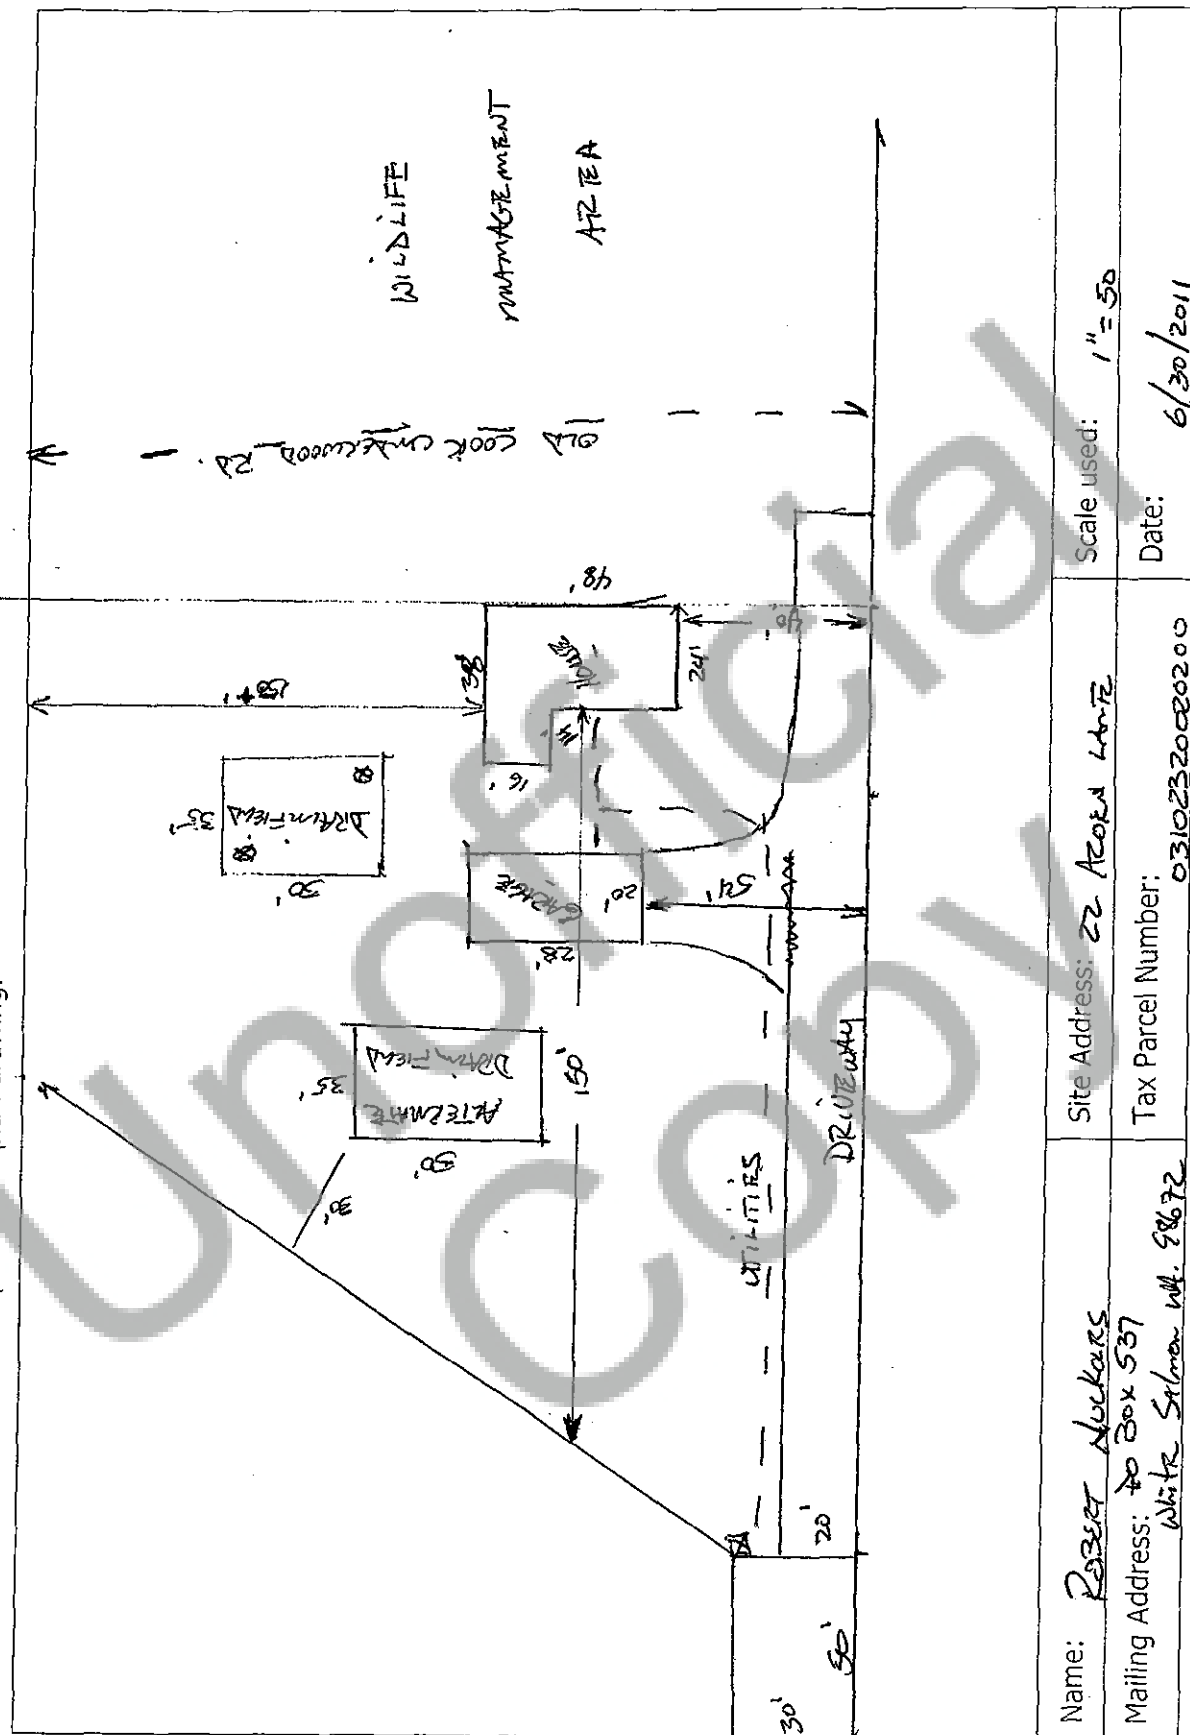 WILDLIFE
MANAGEMENT
AREA
OLD COOK UNDERWOOD RD.
150+'
48'
38'
HOUSE
24'
40'
14'
16'
DRAINFIELD
35'
30'
GARAGE
20'
28'
54'
ALTERNATE
DRAINFIELD
35'
30'
150'
UTILITIES
DRIVEWAY
20'
30'
Name: ROBERT
Mailing Address: PO BOX 537
White Salmon WA. 98672
Site Address: 22 ACORN LANE
Tax Parcel Number:
03102320020200
Scale used: 1" = 50
Date: 6/30/2011
Unofficial
Copy